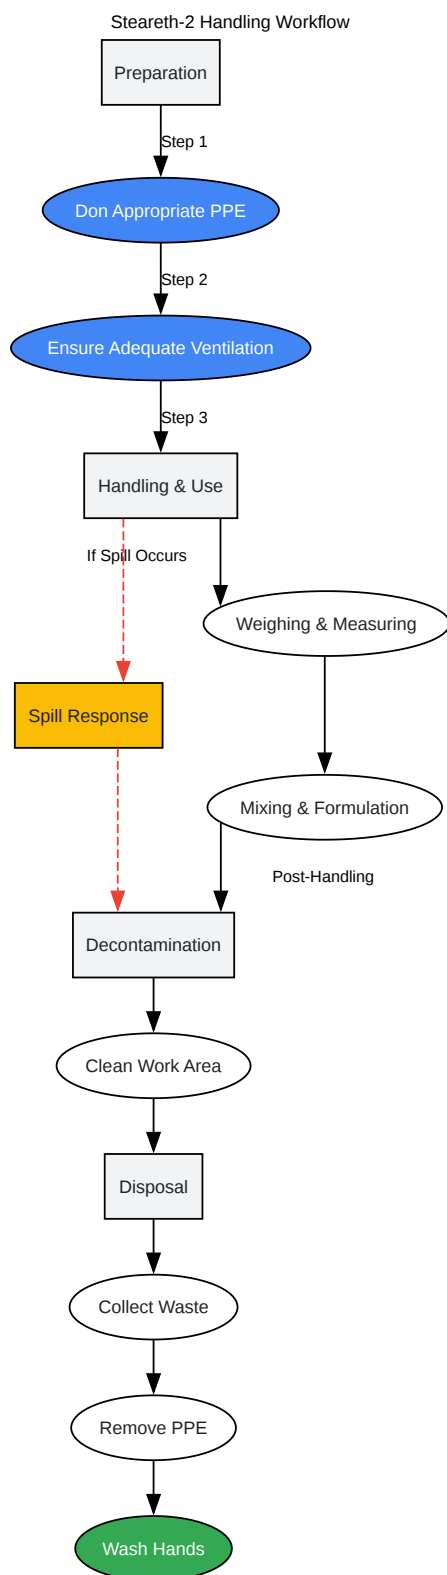 Steareth-2 Handling Workflow
Preparation
Step 1
Don Appropriate PPE
Step 2
Ensure Adequate Ventilation
Step 3
Handling & Use
If Spill Occurs
Weighing & Measuring
Spill Response
Mixing & Formulation
Post-Handling
Decontamination
Clean Work Area
Disposal
Collect Waste
Remove PPE
Wash Hands